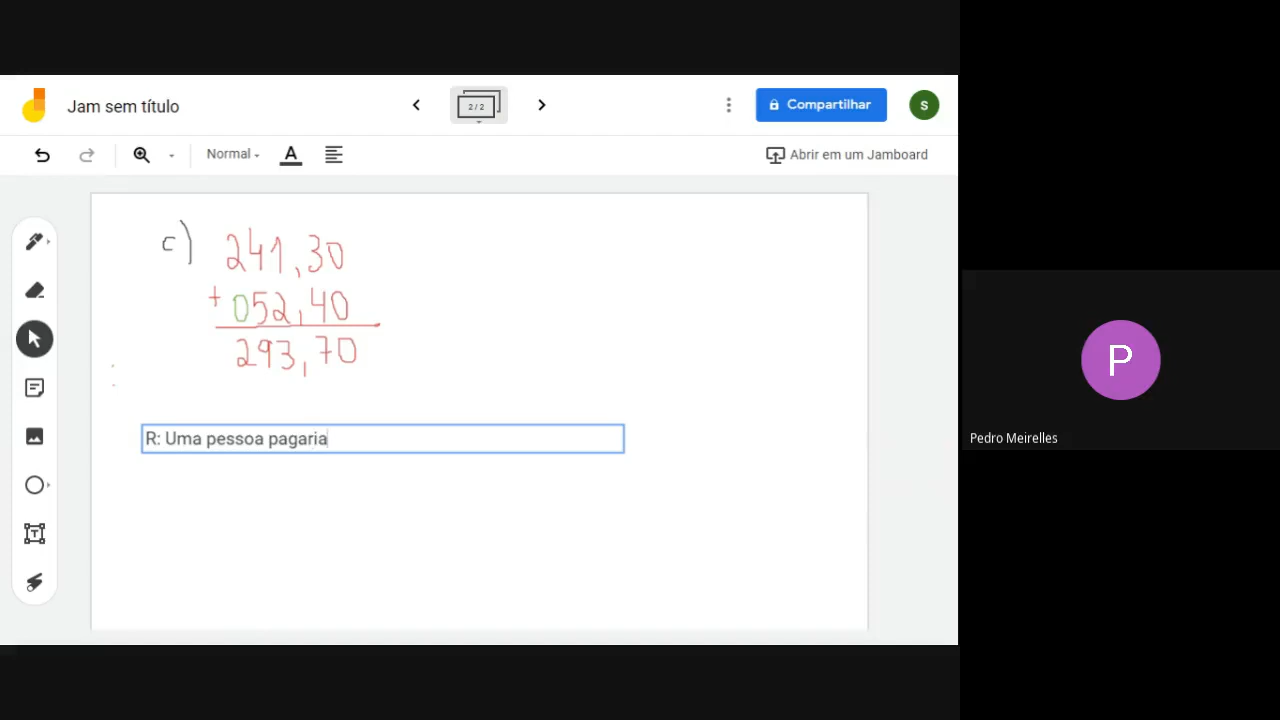 Jam sem título
2/2
Compartilhar
S
Normal
A
Abrir em um Jamboard
c) 241,30
+ 052,40
293,70
R: Uma pessoa pagaria
P
Pedro Meirelles